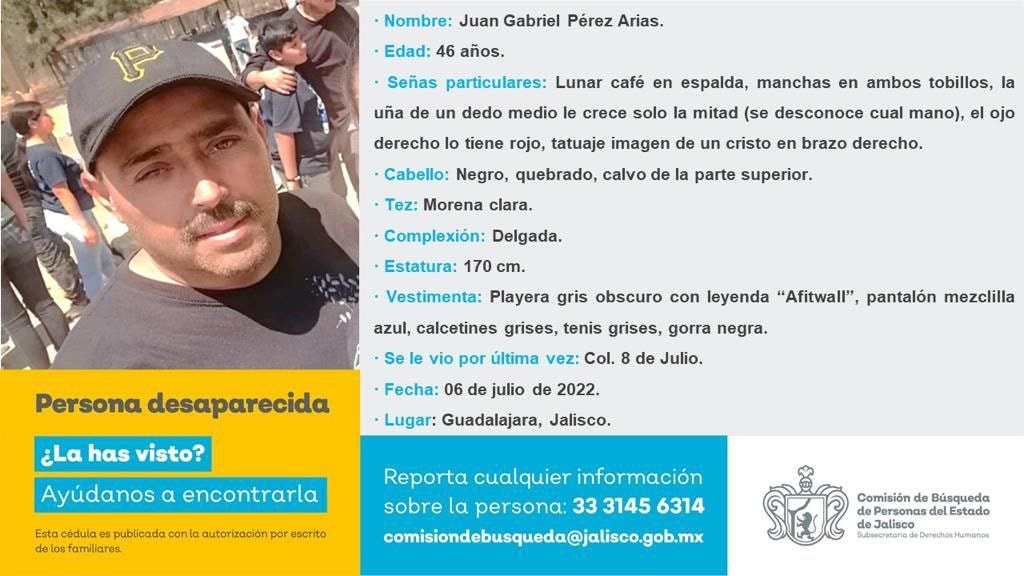 P
· Nombre: Juan Gabriel Pérez Arias.
· Edad: 46 años.
· Señas particulares: Lunar café en espalda, manchas en ambos tobillos, la
uña de un dedo medio le crece solo la mitad (se desconoce cual mano), el ojo
derecho lo tiene rojo, tatuaje imagen de un cristo en brazo derecho.
· Cabello: Negro, quebrado, calvo de la parte superior.
· Tez: Morena clara.
· Complexión: Delgada.
· Estatura: 170 cm.
· Vestimenta: Playera gris obscuro con leyenda “Afitwall”, pantalón mezclilla
azul, calcetines grises, tenis grises, gorra negra.
· Se le vio por última vez: Col. 8 de Julio.
· Fecha: 06 de julio de 2022.
· Lugar: Guadalajara, Jalisco.
Persona desaparecida
¿La has visto?
Ayúdanos a encontrarla
Esta cédula es publicada con la autorización por escrito
de los familiares.
Reporta cualquier información
sobre la persona: 33 3145 6314
comisiondebusqueda@jalisco.gob.mx
Comisión de Búsqueda
de Personas del Estado
de Jalisco
Subsecretaría de Derechos Humanos